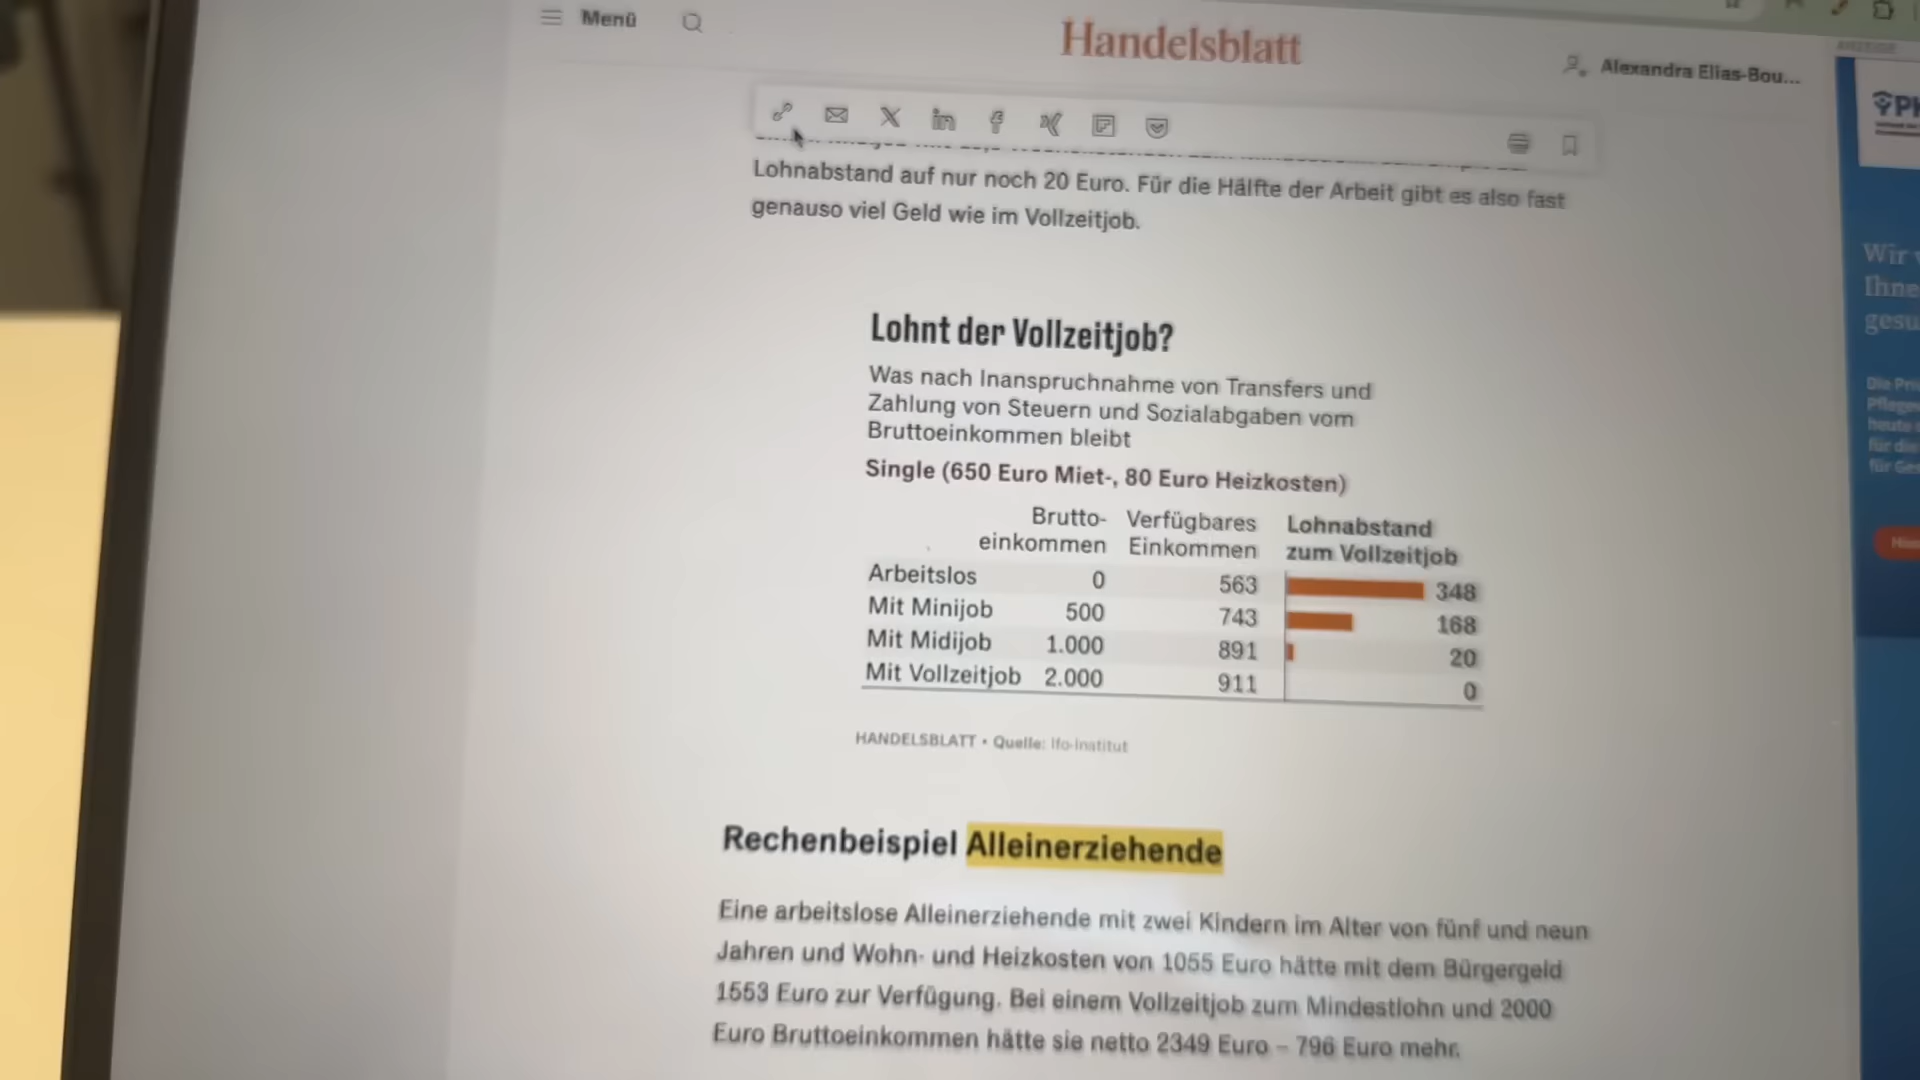 Menü
Handelsblatt
Alexandra Elias-Bou...
ANZEIGE
Lohnabstand auf nur noch 20 Euro. Für die Hälfte der Arbeit gibt es also fast
genauso viel Geld wie im Vollzeitjob.
Wir
Ihne
gesu
Lohnt der Vollzeitjob?
Was nach Inanspruchnahme von Transfers und
Zahlung von Steuern und Sozialabgaben vom
Bruttoeinkommen bleibt
Single (650 Euro Miet-, 80 Euro Heizkosten)
Brutto- Verfügbares Lohnabstand
einkommen Einkommen zum Vollzeitjob
Arbeitslos 0 563 348
Mit Minijob 500 743 168
Mit Midijob 1.000 891 20
Mit Vollzeitjob 2.000 911 0
HANDELSBLATT • Quelle: Ifo-Institut
Rechenbeispiel Alleinerziehende
Eine arbeitslose Alleinerziehende mit zwei Kindern im Alter von fünf und neun
Jahren und Wohn- und Heizkosten von 1055 Euro hätte mit dem Bürgergeld
1553 Euro zur Verfügung. Bei einem Vollzeitjob zum Mindestlohn und 2000
Euro Bruttoeinkommen hätte sie netto 2349 Euro – 796 Euro mehr.